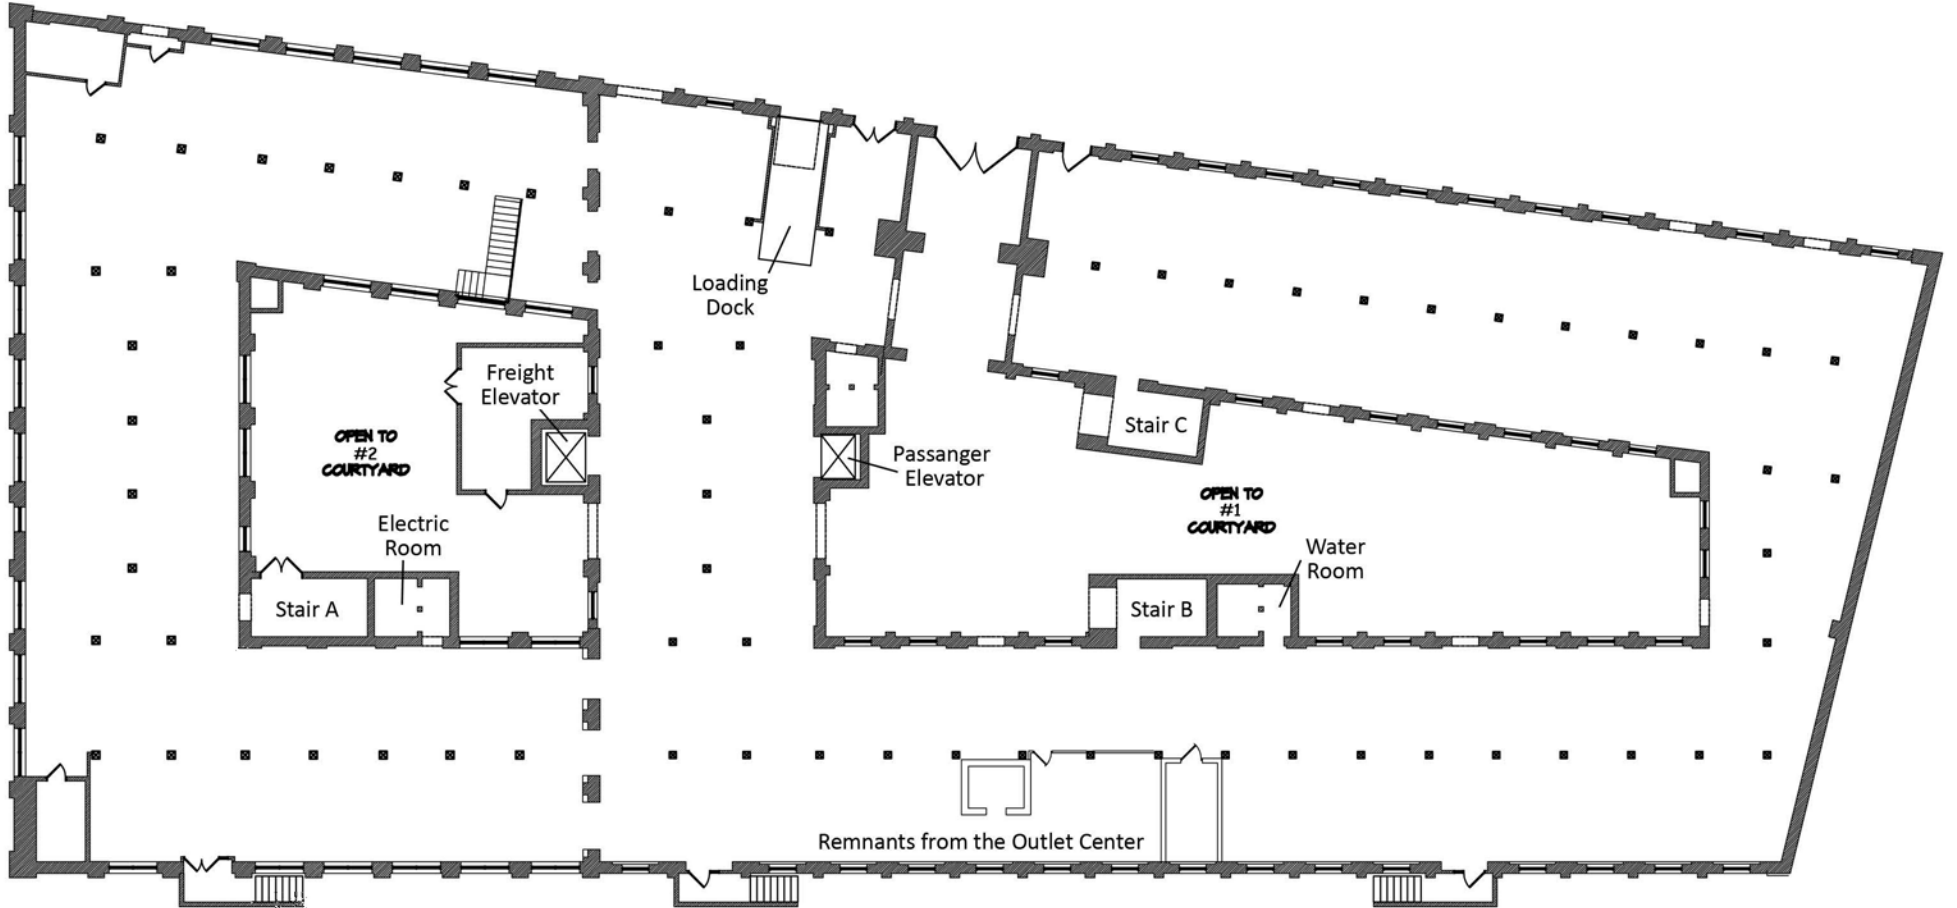 Loading
Dock
Freight
Elevator
Stair C
OPEN TO
#2
COURTYARD
Passanger
Elevator
OPEN TO
#1
COURTYARD
Electric
Room
Water
Room
Stair A
Stair B
Remnants from the Outlet Center